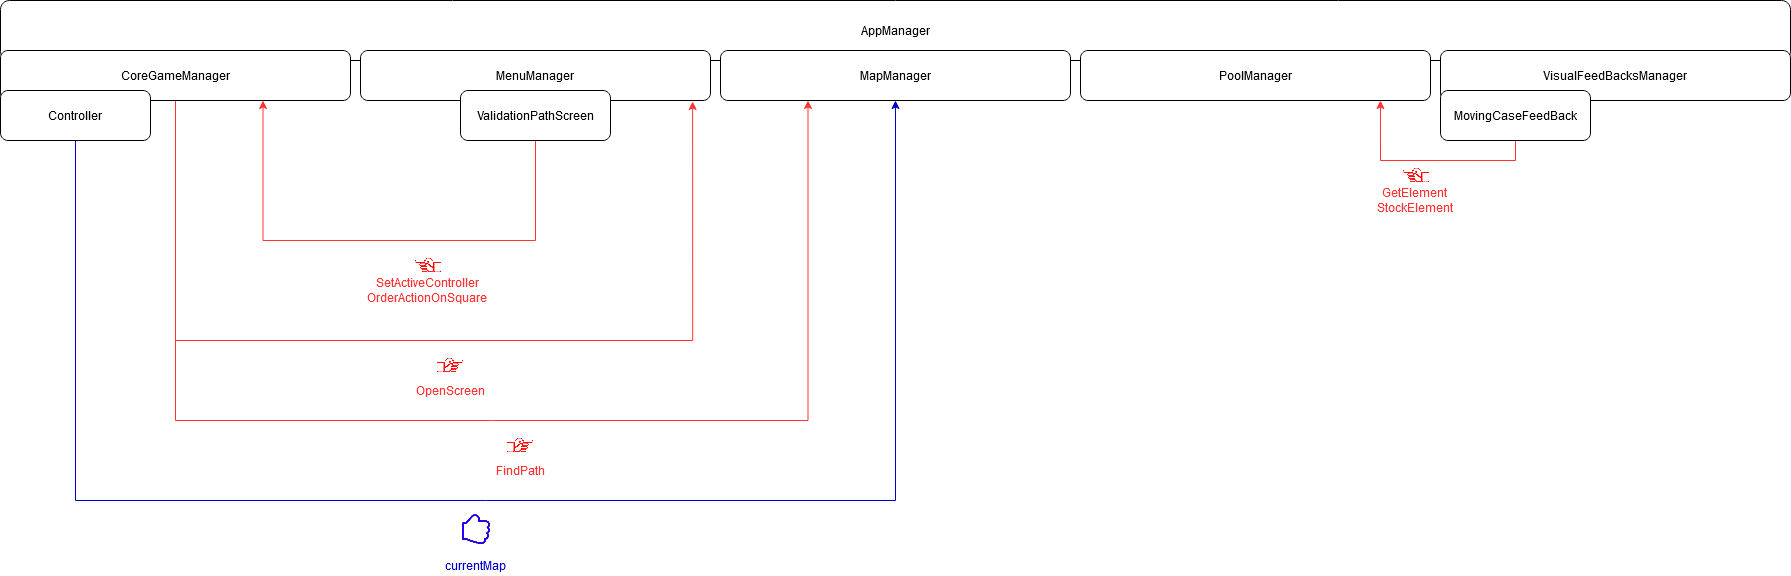 AppManager
CoreGameManager
MenuManager
MapManager
PoolManager
VisualFeedBacksManager
Controller
ValidationPathScreen
MovingCaseFeedBack
GetElement
StockElement
SetActiveController
OrderActionOnSquare
OpenScreen
FindPath
currentMap